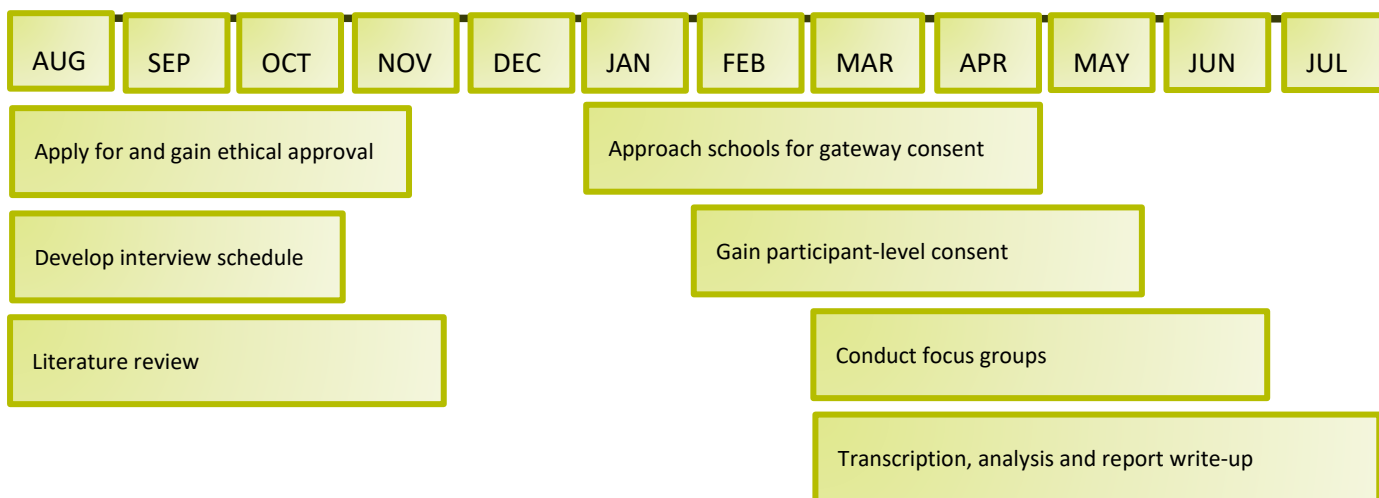 AUG SEP OCT NOV DEC JAN FEB MAR APR MAY JUN JUL
Apply for and gain ethical approval
Approach schools for gateway consent
Develop interview schedule
Gain participant-level consent
Literature review
Conduct focus groups
Transcription, analysis and report write-up